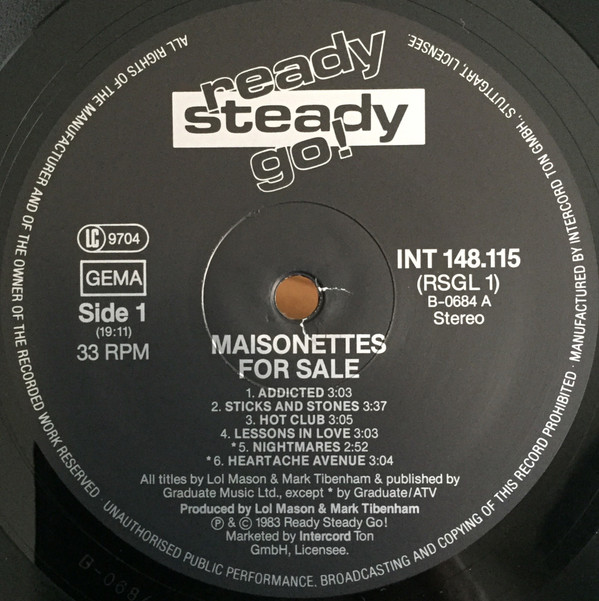 ready
steady
go!
LC 9704
GEMA
Side 1
(19:11)
33 RPM
INT 148.115
(RSGL 1)
B-0684 A
Stereo
MAISONETTES
FOR SALE
1. ADDICTED 3:03
2. STICKS AND STONES 3:37
3. HOT CLUB 3:05
4. LESSONS IN LOVE 3:03
*5. NIGHTMARES 2:52
*6. HEARTACHE AVENUE 3:04
All titles by Lol Mason & Mark Tibenham & published by
Graduate Music Ltd., except * by Graduate/ATV
Produced by Lol Mason & Mark Tibenham
℗ & © 1983 Ready Steady Go!
Marketed by Intercord Ton
GmbH, Licensee.
ALL RIGHTS OF THE MANUFACTURER AND OF THE OWNER OF THE RECORDED WORK RESERVED · UNAUTHORISED PUBLIC PERFORMANCE. BROADCASTING AND COPYING OF THIS RECORD PROHIBITED · MANUFACTURED BY INTERCORD TON GMBH., STUTTGART, LICENSEE.